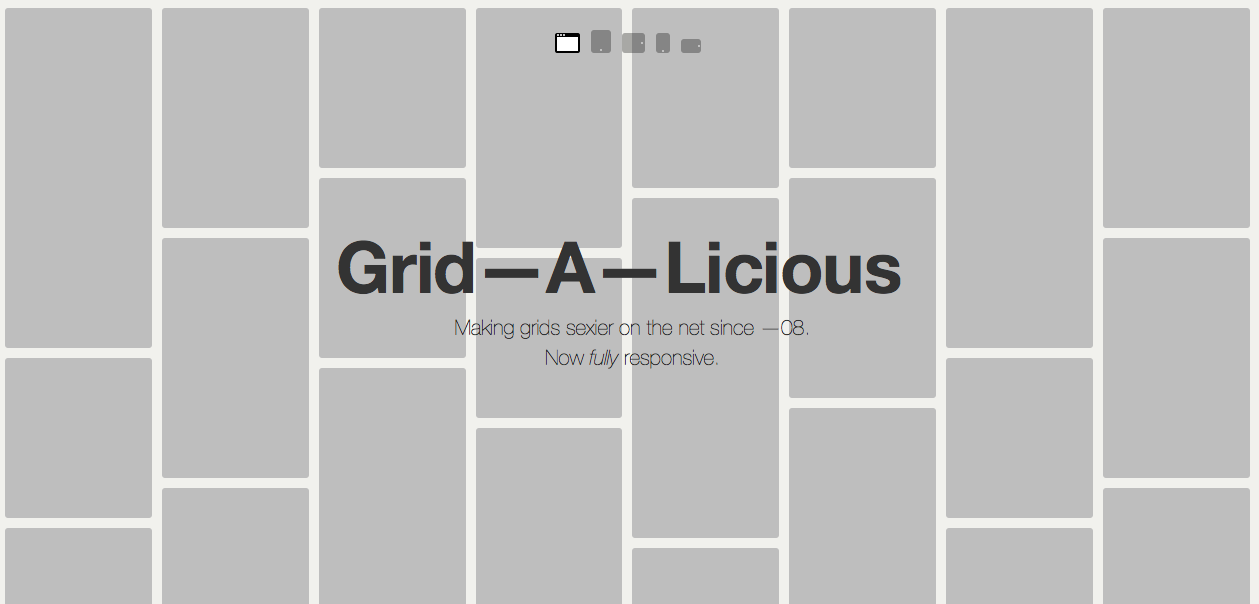 Grid—A—Licious
Making grids sexier on the net since —08.
Now fully responsive.